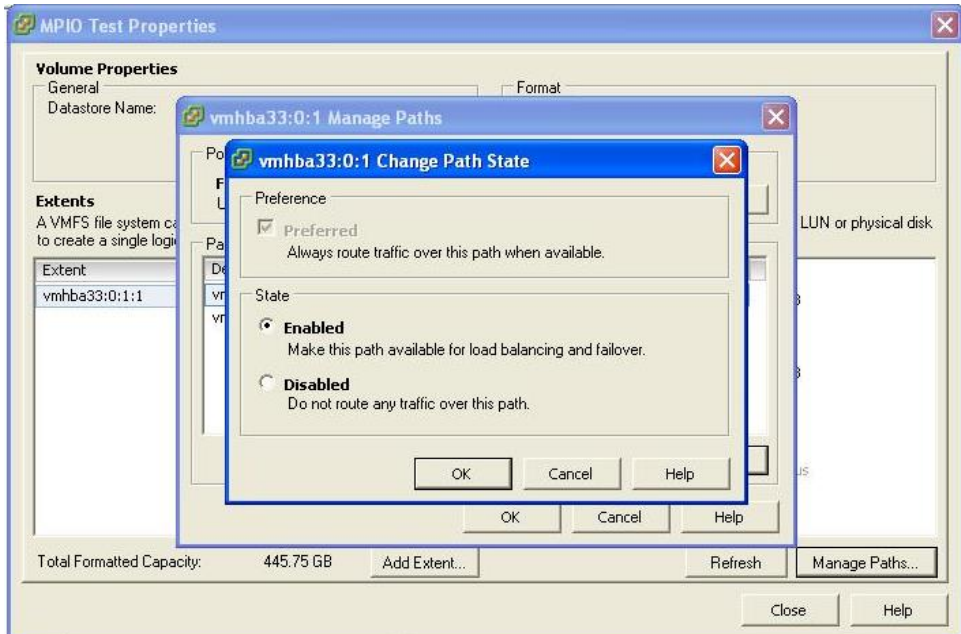 MPIO Test Properties
Volume Properties
General
Format
Datastore Name:
vmhba33:0:1 Manage Paths
vmhba33:0:1 Change Path State
Preference
Preferred
Always route traffic over this path when available.
Extents
A VMFS file system
LUN or physical disk
to create a single
Extent
vmhba33:0:1:1
State
Enabled
Make this path available for load balancing and failover.
Disabled
Do not route any traffic over this path.
OK
Cancel
Help
OK
Cancel
Help
Total Formatted Capacity:
445.75 GB
Add Extent...
Refresh
Manage Paths...
Close
Help